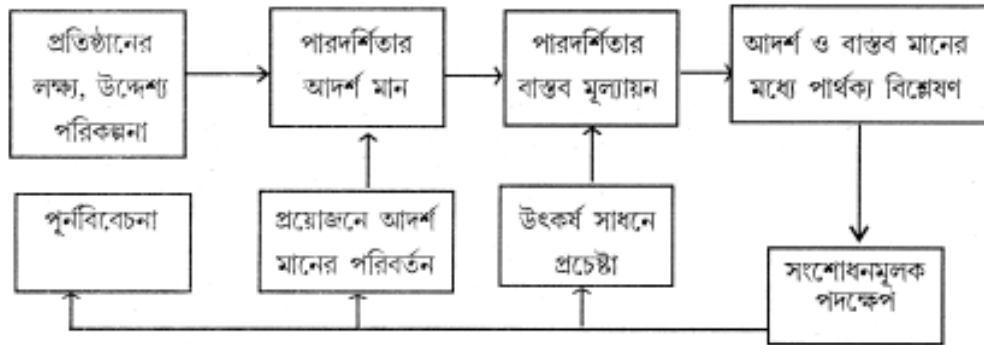 প্রতিষ্ঠানের
লক্ষ্য, উদ্দেশ্য
পরিকল্পনা
পারদর্শিতার
আদর্শ মান
পারদর্শিতার
বাস্তব মূল্যায়ন
আদর্শ ও বাস্তব মানের
মধ্যে পার্থক্য বিশ্লেষণ
পুর্নবিবেচনা
প্রয়োজনে আদর্শ
মানের পরিবর্তন
উৎকর্ষ সাধনে
প্রচেষ্টা
সংশোধনমূলক
পদক্ষেপ